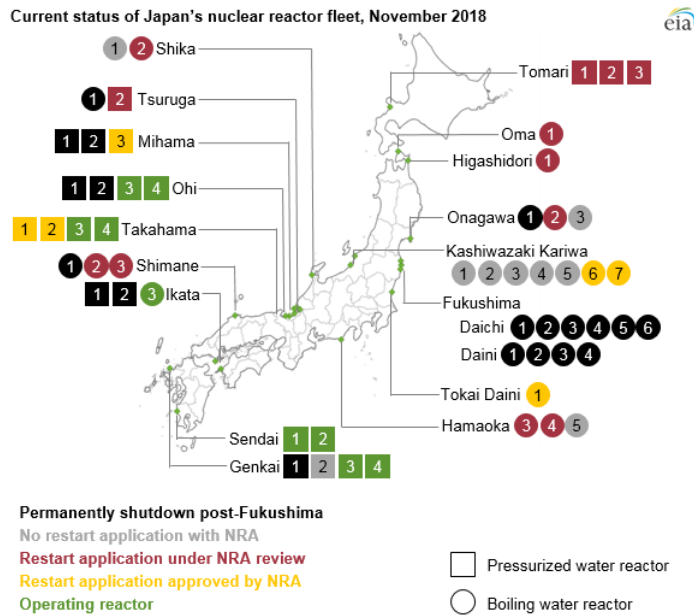 Current status of Japan's nuclear reactor fleet, November 2018
eia
1 2 Shika
Tomari 1 2 3
1 2 Tsuruga
Oma 1
1 2 3 Mihama
Higashidori 1
1 2 3 4 Ohi
Onagawa 1 2 3
1 2 3 4 Takahama
Kashiwazaki Kariwa
1 2 3 4 5 6 7
1 2 3 Shimane
1 2 3 Ikata
Fukushima
Daichi 1 2 3 4 5 6
Daini 1 2 3 4
Tokai Daini 1
Hamaoka 3 4 5
Sendai 1 2
Genkai 1 2 3 4
Permanently shutdown post-Fukushima
No restart application with NRA
Restart application under NRA review
Restart application approved by NRA
Operating reactor
Pressurized water reactor
Boiling water reactor